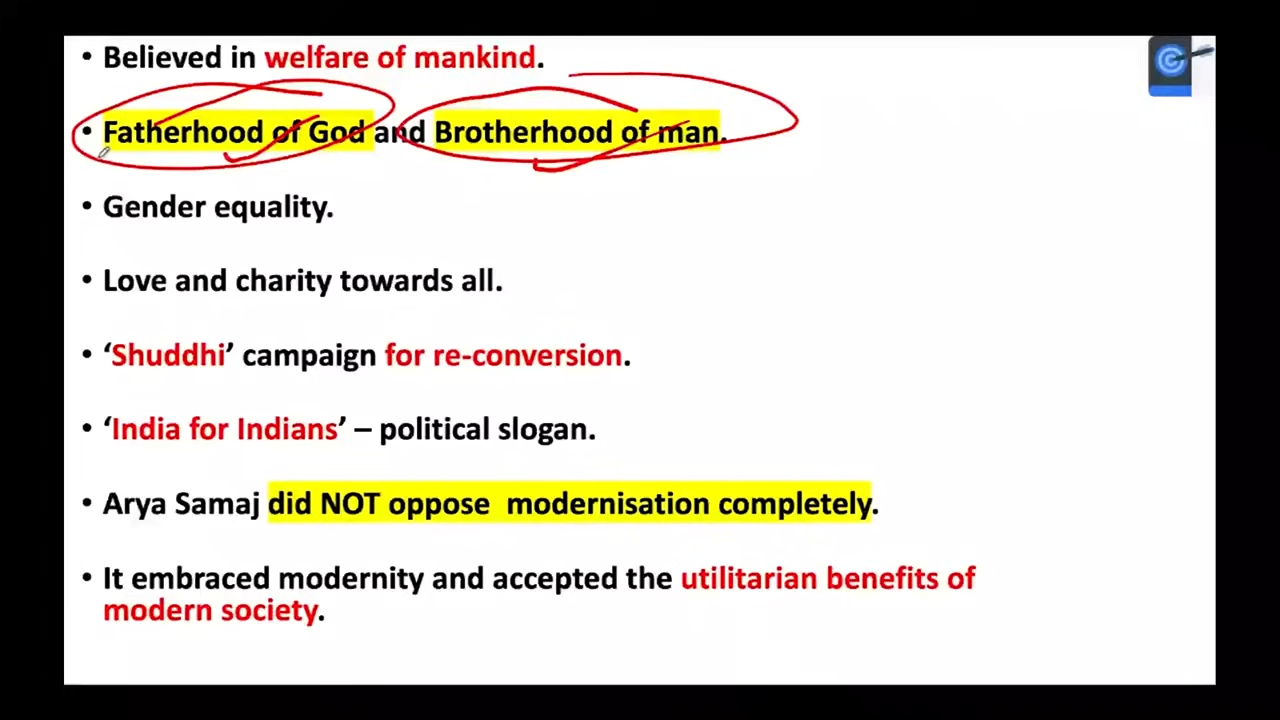 • Believed in welfare of mankind.
• Fatherhood of God and Brotherhood of man.
• Gender equality.
• Love and charity towards all.
• ‘Shuddhi’ campaign for re-conversion.
• ‘India for Indians’ – political slogan.
• Arya Samaj did NOT oppose  modernisation completely.
• It embraced modernity and accepted the utilitarian benefits of
modern society.